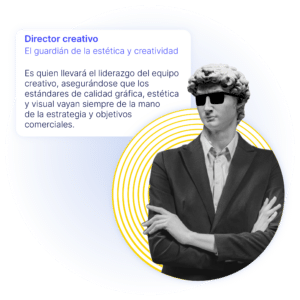 Director creativo
El guardián de la estética y creatividad
Es quien llevará el liderazgo del equipo
creativo, asegurándose que los
estándares de calidad gráfica, estética
y visual vayan siempre de la mano
de la estrategia y objetivos
comerciales.